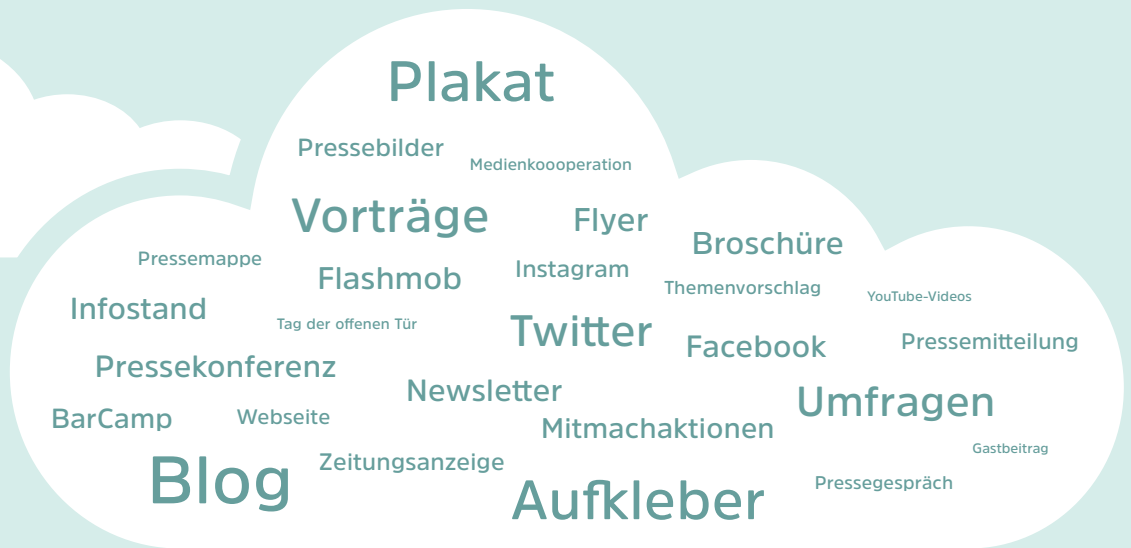 Plakat
Pressebilder
Medienkoooperation
Vorträge
Flyer
Broschüre
Pressemappe
Flashmob
Instagram
Themenvorschlag
YouTube-Videos
Infostand
Tag der offenen Tür
Twitter
Facebook
Pressemitteilung
Pressekonferenz
Newsletter
Umfragen
BarCamp
Webseite
Mitmachaktionen
Gastbeitrag
Blog
Zeitungsanzeige
Aufkleber
Pressegespräch